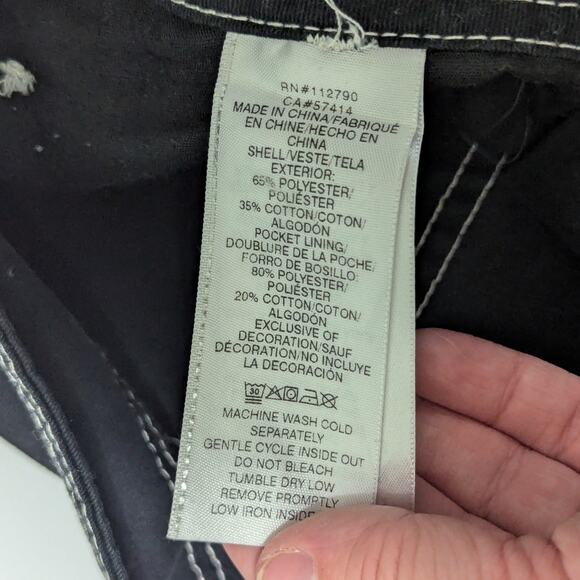 RN#112790
CA#57414
MADE IN CHINA/FABRIQUÉ
EN CHINE/HECHO EN
CHINA
SHELL/VESTE/TELA
EXTERIOR:
65% POLYESTER/
POLIÉSTER
35% COTTON/COTON/
ALGODÓN
POCKET LINING/
DOUBLURE DE LA POCHE/
FORRO DE BOSILLO:
80% POLYESTER/
POLIÉSTER
20% COTTON/COTON/
ALGODÓN
EXCLUSIVE OF
DECORATION/SAUF
DÉCORATION/NO INCLUYE
LA DECORACIÓN
30
MACHINE WASH COLD
SEPARATELY
GENTLE CYCLE INSIDE OUT
DO NOT BLEACH
TUMBLE DRY LOW
REMOVE PROMPTLY
LOW IRON INSIDE